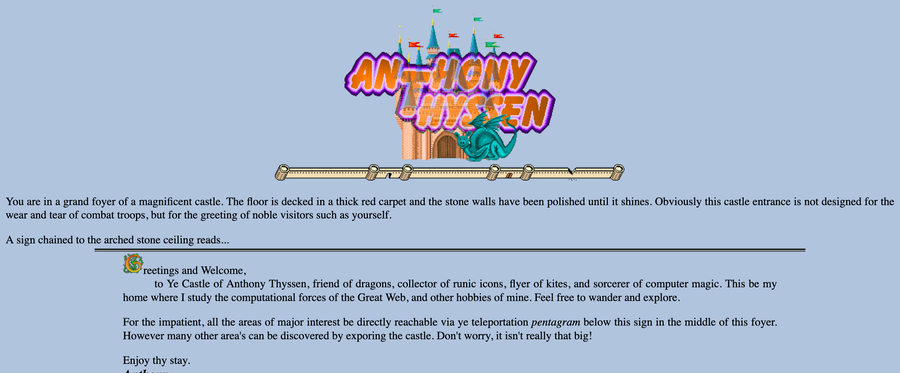 ANTHONY
THYSSEN
You are in a grand foyer of a magnificent castle. The floor is decked in a thick red carpet and the stone walls have been polished until it shines. Obviously this castle entrance is not designed for the
wear and tear of combat troops, but for the greeting of noble visitors such as yourself.
A sign chained to the arched stone ceiling reads...
Greetings and Welcome,
to Ye Castle of Anthony Thyssen, friend of dragons, collector of runic icons, flyer of kites, and sorcerer of computer magic. This be my
home where I study the computational forces of the Great Web, and other hobbies of mine. Feel free to wander and explore.
For the impatient, all the areas of major interest be directly reachable via ye teleportation pentagram below this sign in the middle of this foyer.
However many other area's can be discovered by exporing the castle. Don't worry, it isn't really that big!
Enjoy thy stay.